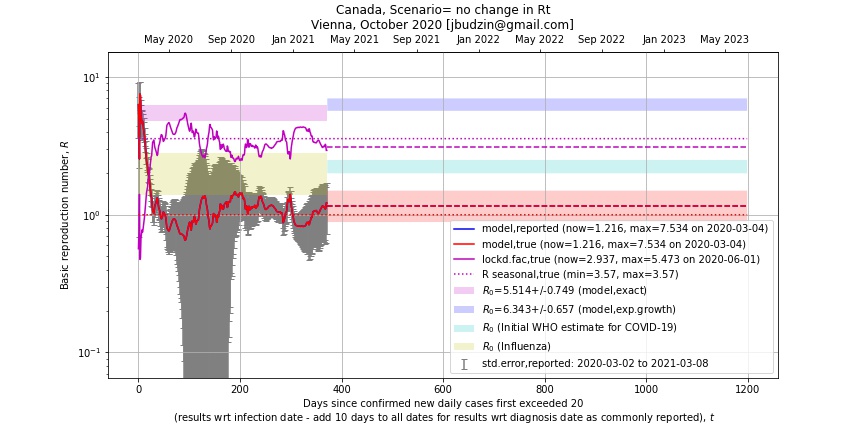 Canada, Scenario= no change in Rt
Vienna, October 2020 [jbudzin@gmail.com]
May 2020 Sep 2020 Jan 2021 May 2021 Sep 2021 Jan 2022 May 2022 Sep 2022 Jan 2023 May 2023
Basic reproduction number, R
10¹
10⁰
10⁻¹
model,reported (now=1.216, max=7.534 on 2020-03-04)
model,true (now=1.216, max=7.534 on 2020-03-04)
lockd.fac,true (now=2.937, max=5.473 on 2020-06-01)
R seasonal,true (min=3.57, max=3.57)
R₀=5.514+/-0.749 (model,exact)
R₀=6.343+/-0.657 (model,exp.growth)
R₀ (Initial WHO estimate for COVID-19)
R₀ (Influenza)
std.error,reported: 2020-03-02 to 2021-03-08
0 200 400 600 800 1000 1200
Days since confirmed new daily cases first exceeded 20
(results wrt infection date - add 10 days to all dates for results wrt diagnosis date as commonly reported), t